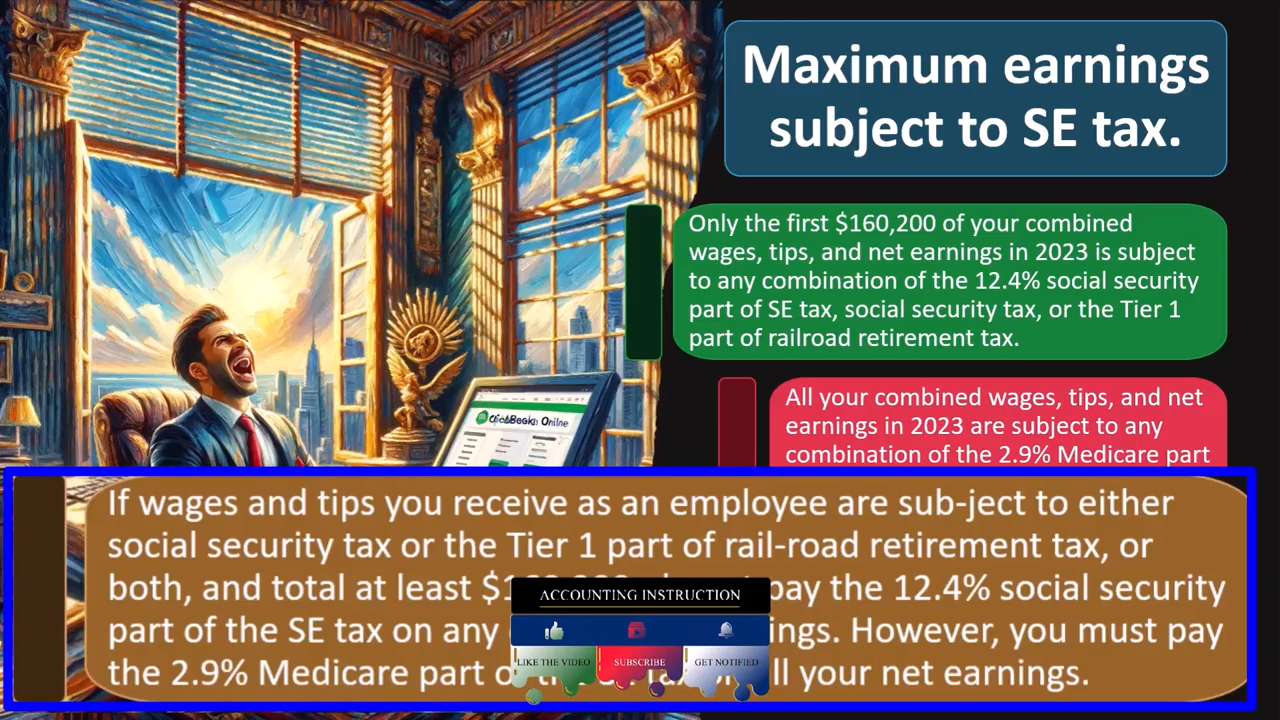 Maximum earnings
subject to SE tax.
Only the first $160,200 of your combined
wages, tips, and net earnings in 2023 is subject
to any combination of the 12.4% social security
part of SE tax, social security tax, or the Tier 1
part of railroad retirement tax.
All your combined wages, tips, and net
earnings in 2023 are subject to any
combination of the 2.9% Medicare part
If wages and tips you receive as an employee are sub-ject to either
social security tax or the Tier 1 part of rail-road retirement tax, or
both, and total at least pay the 12.4% social security
part of the SE tax on any However, you must pay
the 2.9% Medicare part your net earnings.
ACCOUNTING INSTRUCTION
LIKE THE VIDEO SUBSCRIBE GET NOTIFIED